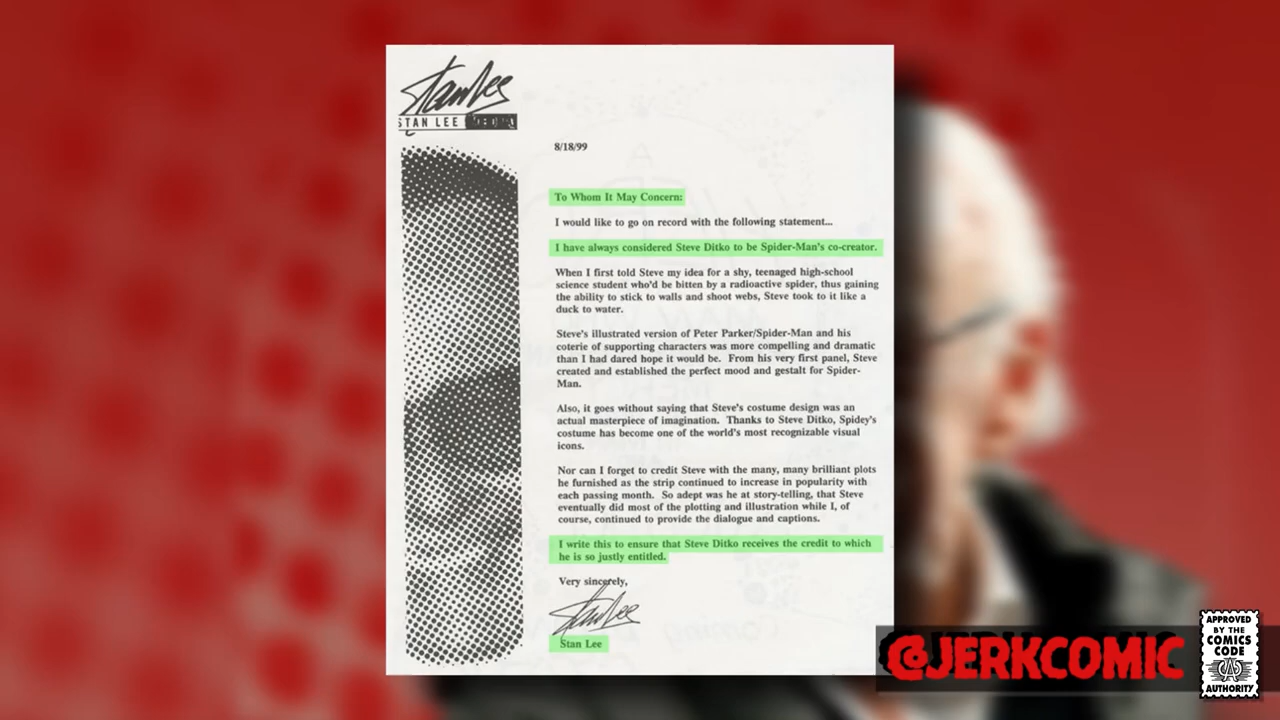 Stan Lee
STAN LEE MEDIA
8/18/99
To Whom It May Concern:
I would like to go on record with the following statement...
I have always considered Steve Ditko to be Spider-Man's co-creator.
When I first told Steve my idea for a shy, teenaged high-school
science student who'd be bitten by a radioactive spider, thus gaining
the ability to stick to walls and shoot webs, Steve took to it like a
duck to water.
Steve's illustrated version of Peter Parker/Spider-Man and his
coterie of supporting characters was more compelling and dramatic
than I had dared hope it would be. From his very first panel, Steve
created and established the perfect mood and gestalt for Spider-
Man.
Also, it goes without saying that Steve's costume design was an
actual masterpiece of imagination. Thanks to Steve Ditko, Spidey's
costume has become one of the world's most recognizable visual
icons.
Nor can I forget to credit Steve with the many, many brilliant plots
he furnished as the strip continued to increase in popularity with
each passing month. So adept was he at story-telling, that Steve
eventually did most of the plotting and illustration while I, of
course, continued to provide the dialogue and captions.
I write this to ensure that Steve Ditko receives the credit to which
he is so justly entitled.
Very sincerely,
Stan Lee
Stan Lee
@JERKCOMIC
APPROVED
BY THE
COMICS
CODE
CA
AUTHORITY